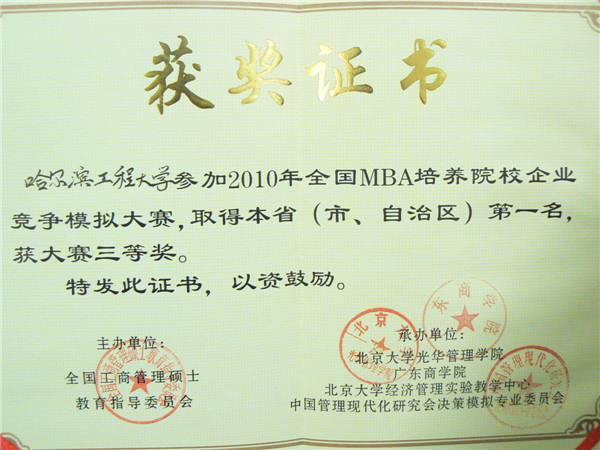 获奖证书
哈尔滨工程大学参加2010年全国MBA培养院校企业
竞争模拟大赛，取得本省（市、自治区）第一名，
获大赛三等奖。
特发此证书，以资鼓励。
主办单位：
全国工商管理硕士
教育指导委员会
承办单位：
北京大学光华管理学院
广东商学院
北京大学经济管理实验教学中心
中国管理现代化研究会决策模拟专业委员会